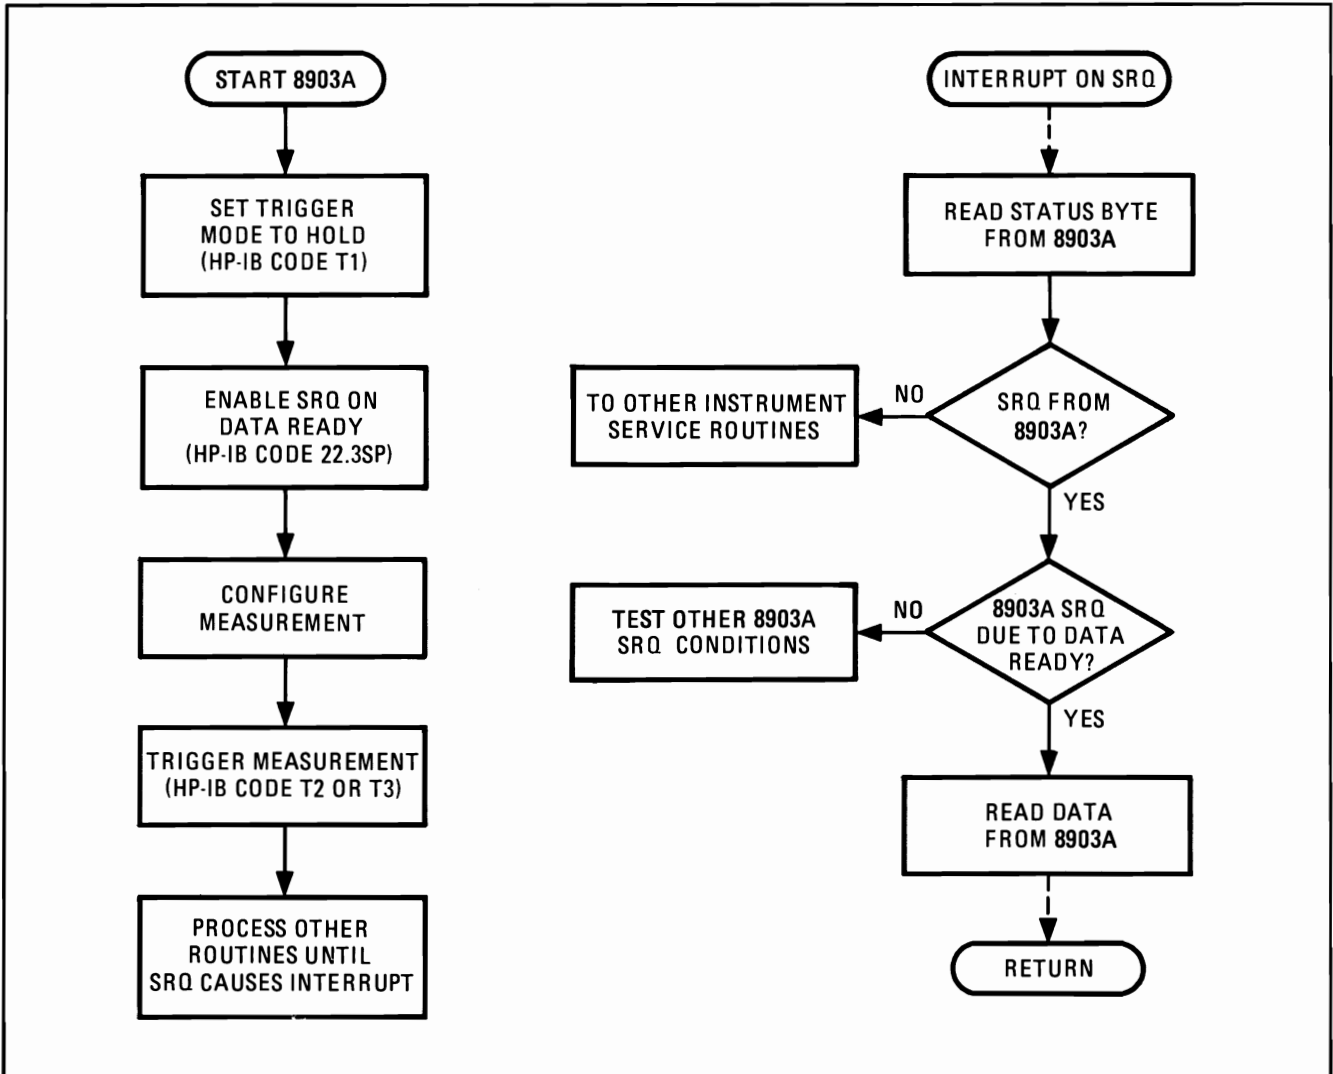 START 8903A
SET TRIGGER
MODE TO HOLD
(HP-IB CODE T1)
ENABLE SRQ ON
DATA READY
(HP-IB CODE 22.3SP)
CONFIGURE
MEASUREMENT
TRIGGER MEASUREMENT
(HP-IB CODE T2 OR T3)
PROCESS OTHER
ROUTINES UNTIL
SRQ CAUSES INTERRUPT
INTERRUPT ON SRQ
READ STATUS BYTE
FROM 8903A
SRQ FROM
8903A?
NO
TO OTHER INSTRUMENT
SERVICE ROUTINES
YES
8903A SRQ
DUE TO DATA
READY?
NO
TEST OTHER 8903A
SRQ CONDITIONS
YES
READ DATA
FROM 8903A
RETURN